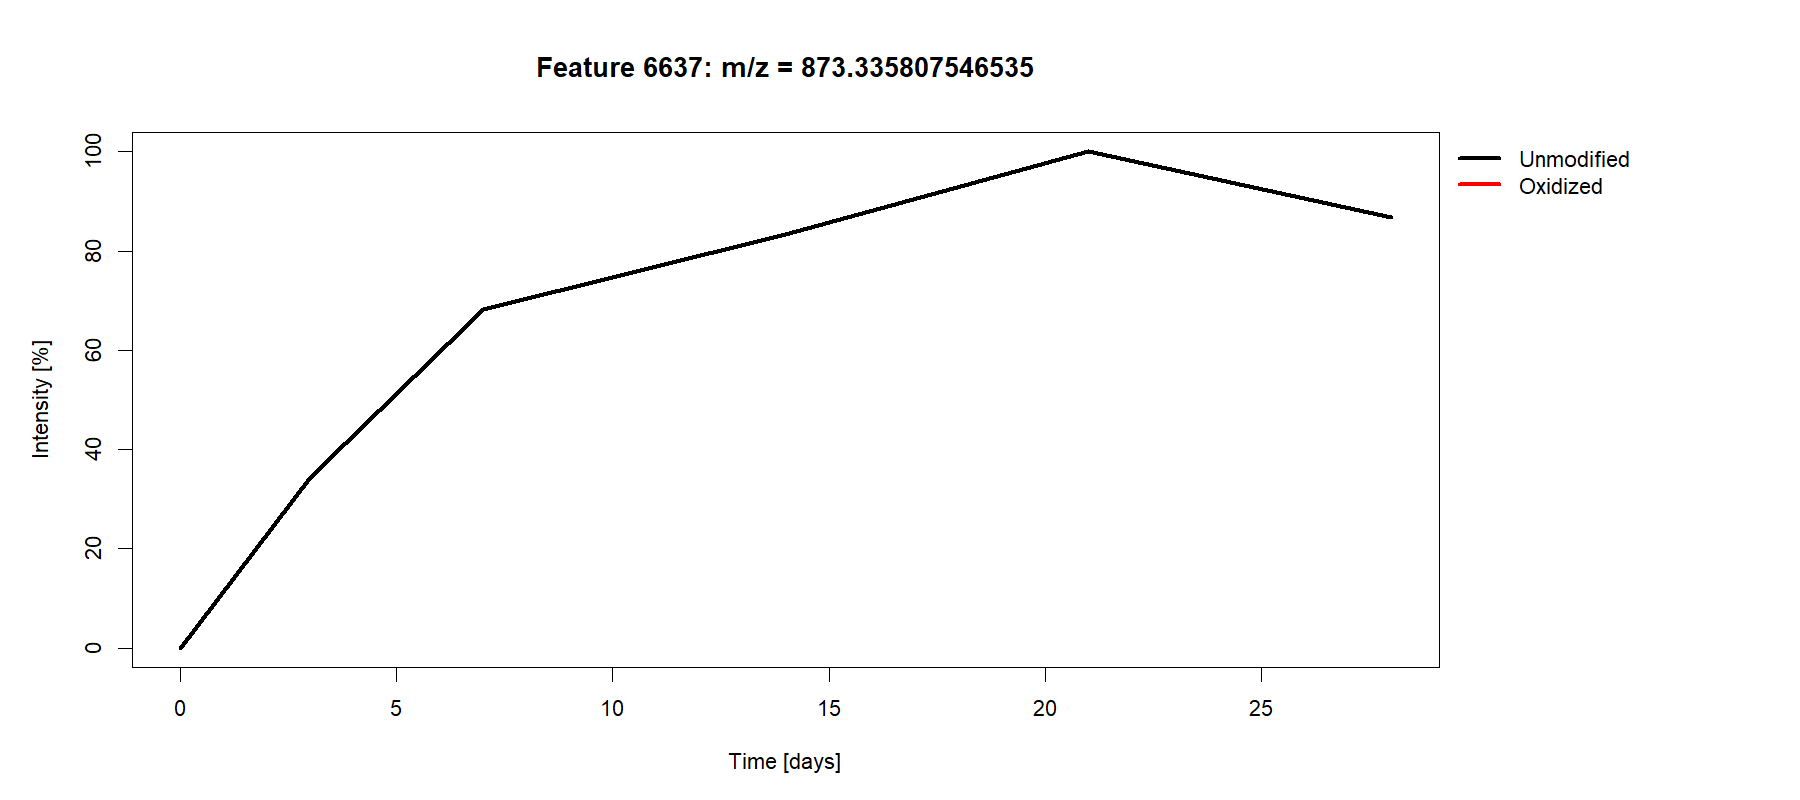 Feature 6637: m/z = 873.335807546535
Unmodified
Oxidized
Intensity [%]
100
80
60
40
20
0
0 5 10 15 20 25
Time [days]